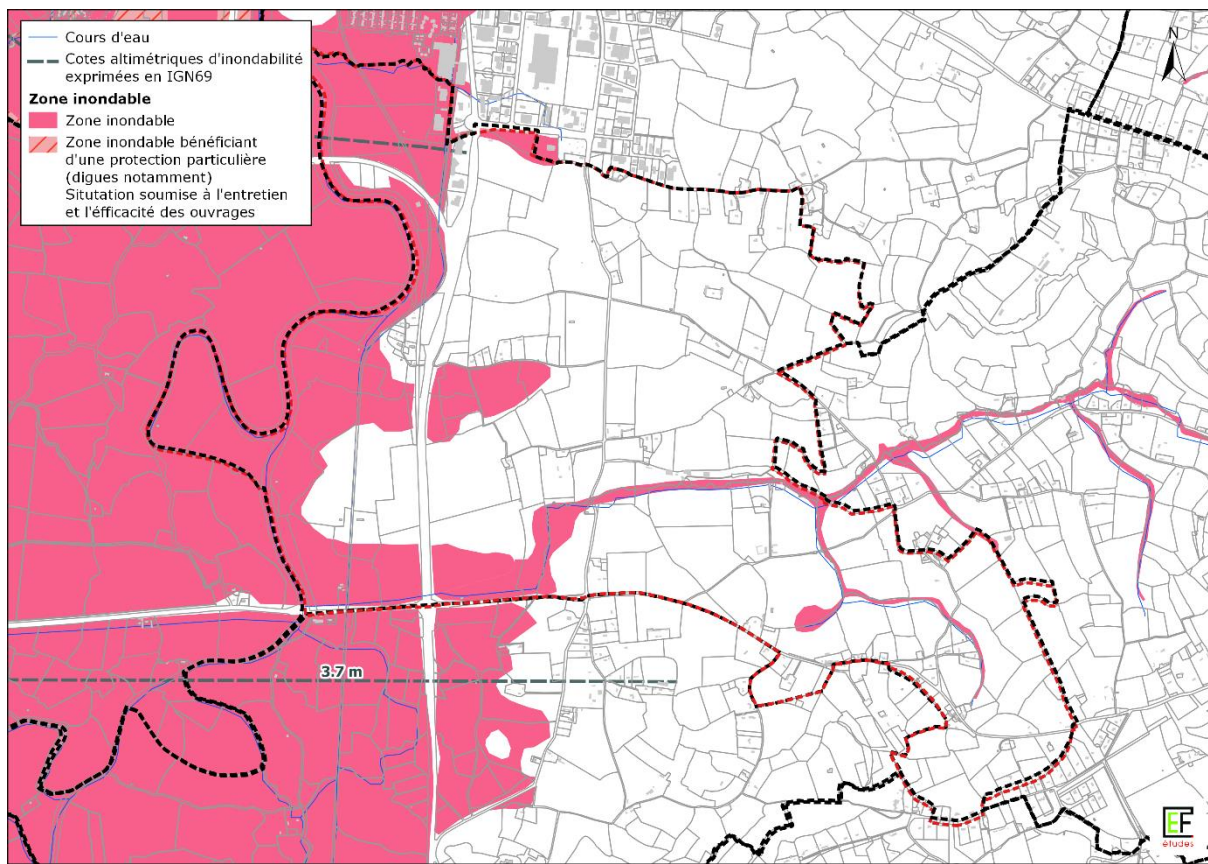 Cours d'eau
Cotes altimétriques d'inondabilité
exprimées en IGN69
Zone inondable
Zone inondable
Zone inondable bénéficiant
d'une protection particulière
(digues notamment)
Situtation soumise à l'entretien
et l'éfficacité des ouvrages
N
3.7 m
EF
études